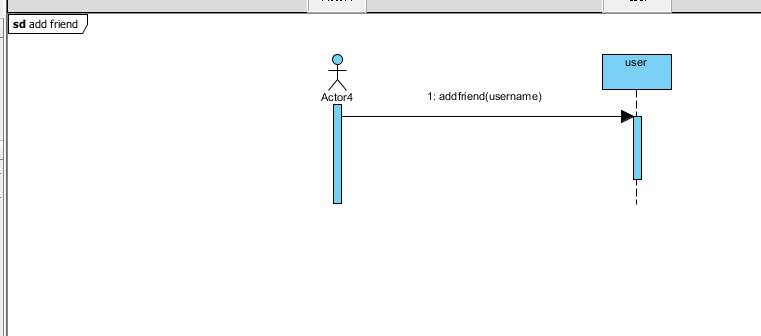 sd add friend
user
Actor4
1: addfriend(username)